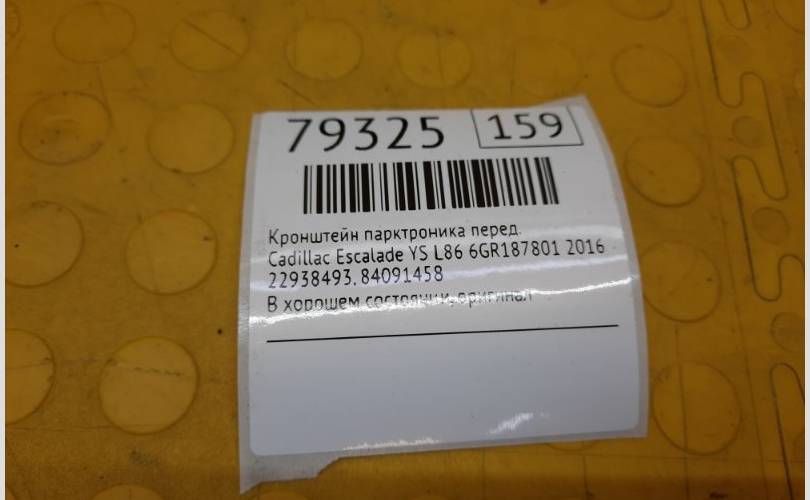 79325 159
Кронштейн парктроника перед.
Cadillac Escalade YS L86 6GR187801 2016
22938493, 84091458
В хорошем состоянии, оригинал